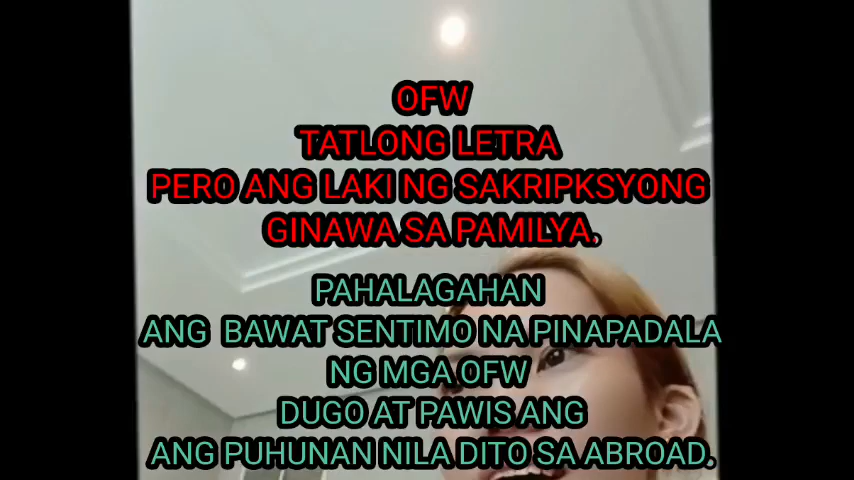 OFW
TATLONG LETRA
PERO ANG LAKI NG SAKRIPKSYONG
GINAWA SA PAMILYA.
PAHALAGAHAN
ANG BAWAT SENTIMO NA PINAPADALA
NG MGA OFW
DUGO AT PAWIS ANG
ANG PUHUNAN NILA DITO SA ABROAD.